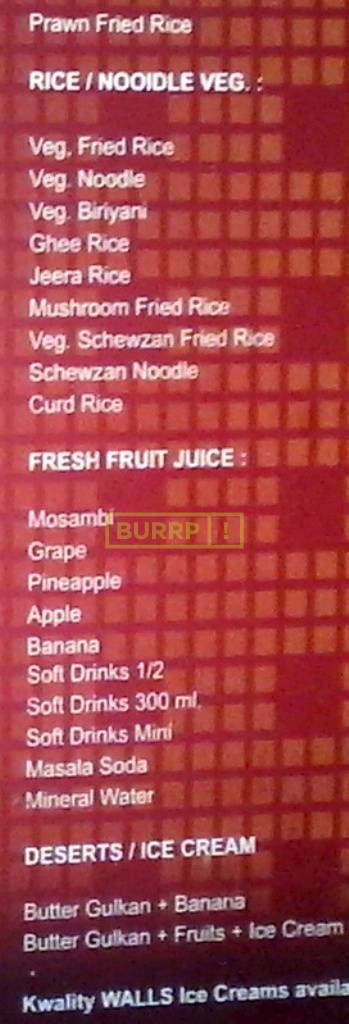 Prawn Fried Rice
RICE / NOOIDLE VEG. :
Veg. Fried Rice
Veg. Noodle
Veg. Biriyani
Ghee Rice
Jeera Rice
Mushroom Fried Rice
Veg. Schewzan Fried Rice
Schewzan Noodle
Curd Rice
FRESH FRUIT JUICE :
Mosambi
BURRP!
Grape
Pineapple
Apple
Banana
Soft Drinks 1/2
Soft Drinks 300 ml.
Soft Drinks Mini
Masala Soda
Mineral Water
DESERTS / ICE CREAM
Butter Gulkan + Banana
Butter Gulkan + Fruits + Ice Cream
.
Kwality WALLS Ice Creams availa